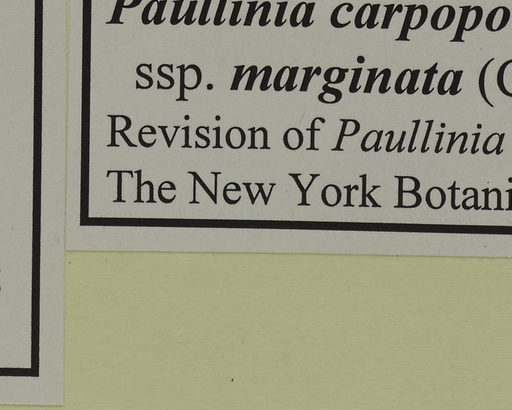 Paullinia carpopo
ssp. marginata (
Revision of Paullinia
The New York Botani